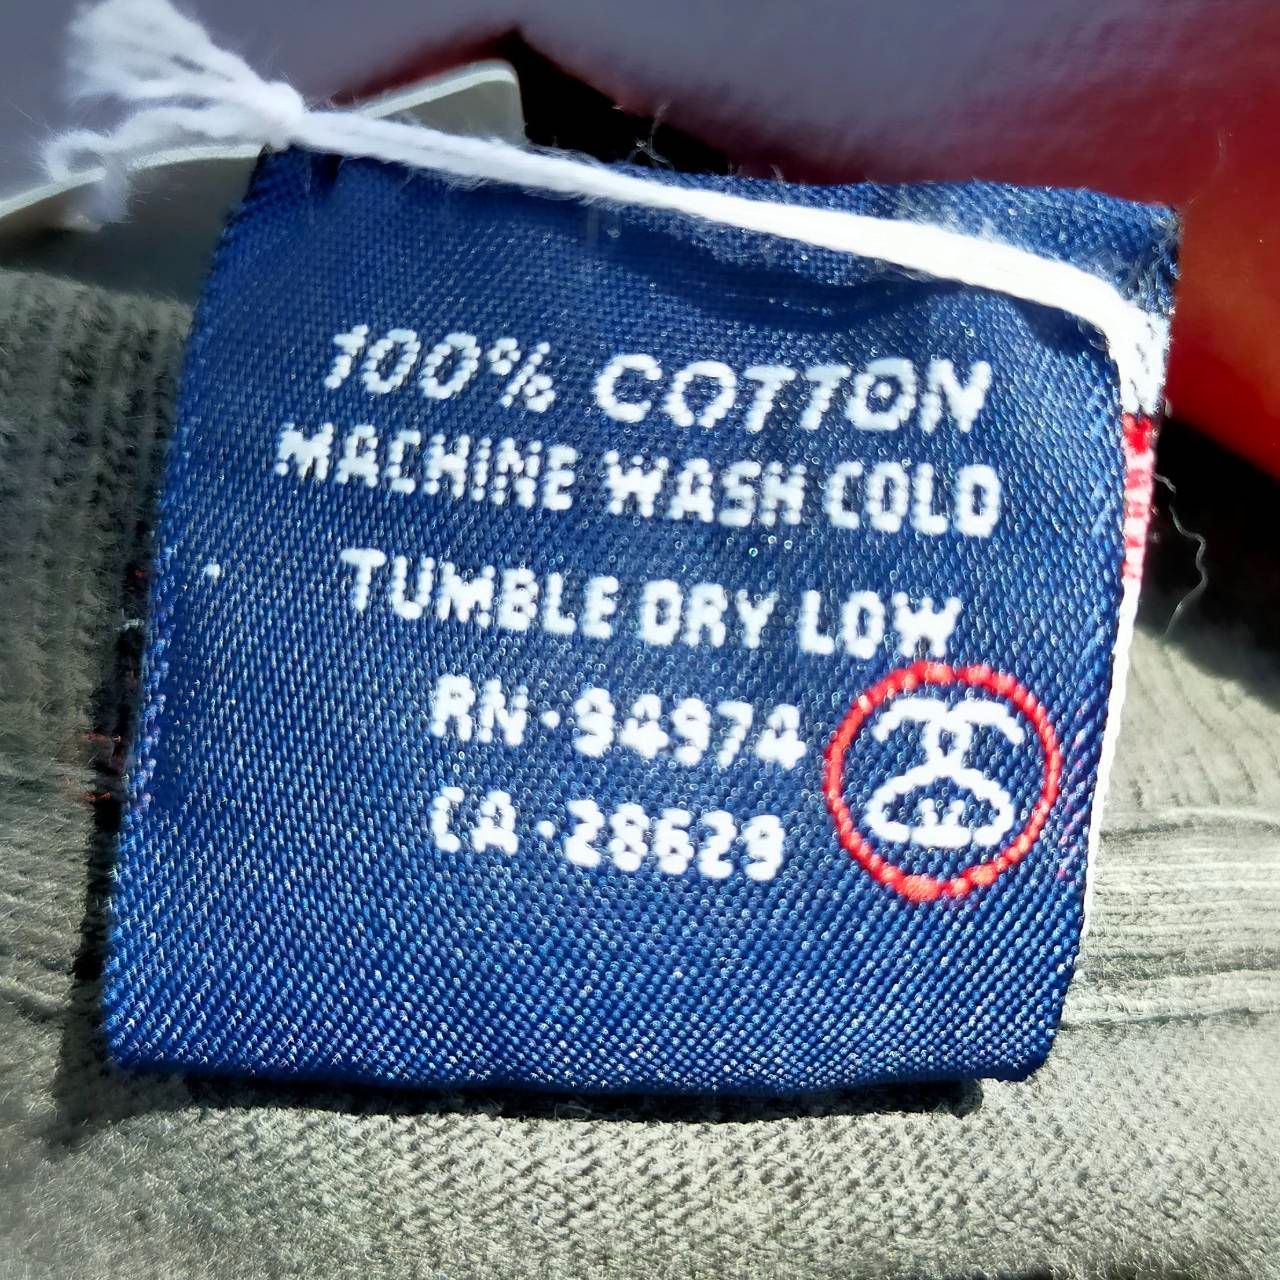 100% COTTON
MACHINE WASH COLD
TUMBLE DRY LOW
RN·94974
CA·28629